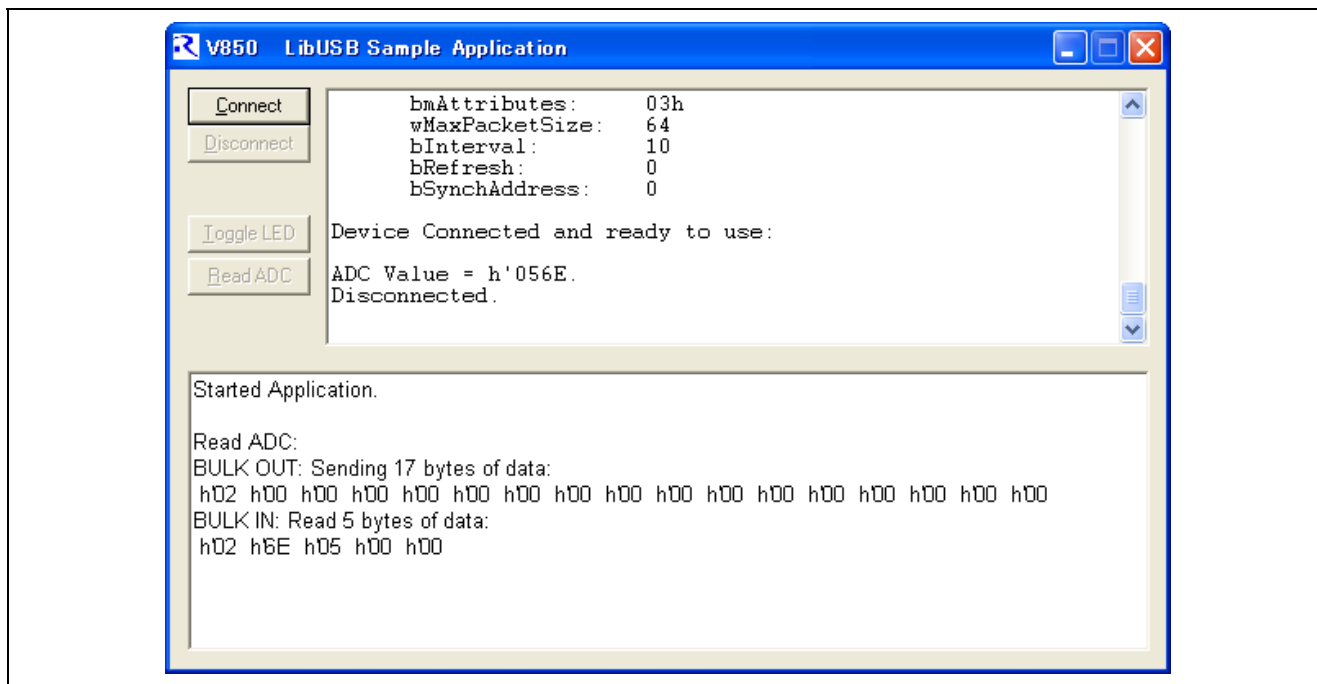 V850 LibUSB Sample Application
Connect
Disconnect
Toggle LED
Read ADC
bmAttributes: 03h
wMaxPacketSize: 64
bInterval: 10
bRefresh: 0
bSynchAddress: 0
Device Connected and ready to use:
ADC Value = h'056E.
Disconnected.
Started Application.
Read ADC:
BULK OUT: Sending 17 bytes of data:
h'02 h'00 h'00 h'00 h'00 h'00 h'00 h'00 h'00 h'00 h'00 h'00 h'00 h'00 h'00 h'00 h'00
BULK IN: Read 5 bytes of data:
h'02 h'6E h'05 h'00 h'00